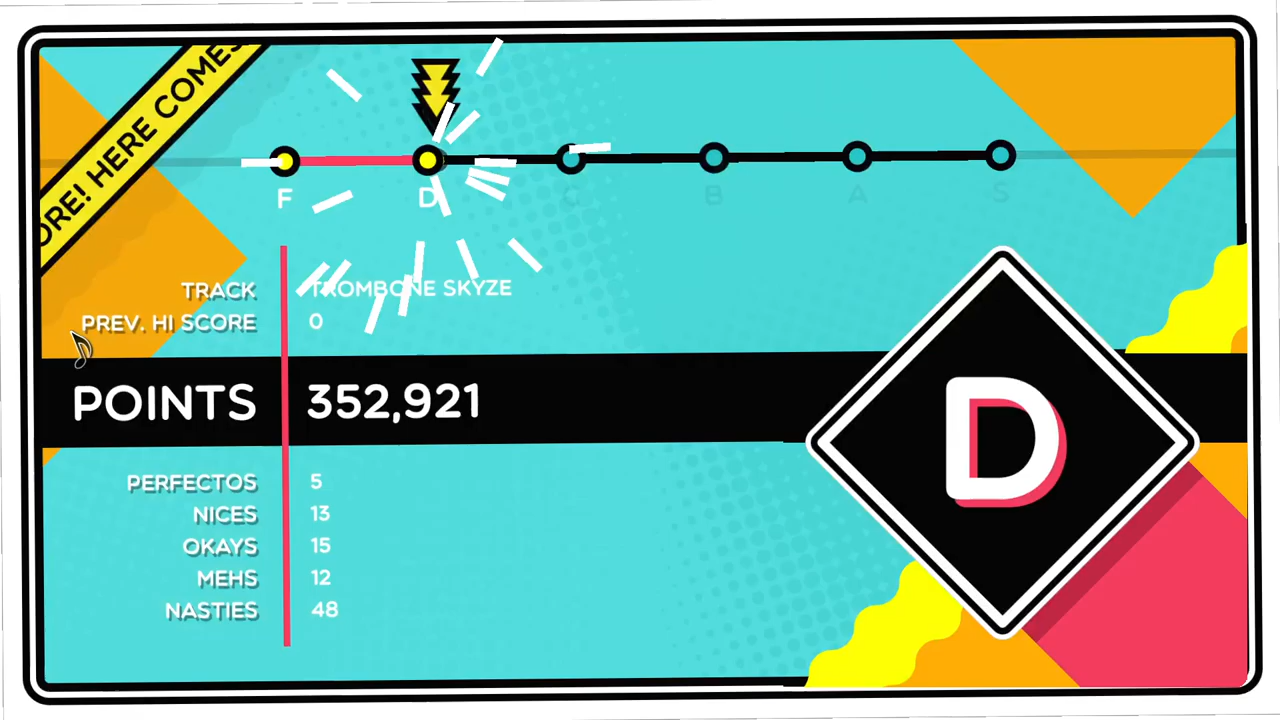 ORE! HERE COMES
F D C B A S
TRACK TROMBONE SKYZE
PREV. HI SCORE 0
POINTS 352,921
PERFECTOS 5
NICES 13
OKAYS 15
MEHS 12
NASTIES 48
D